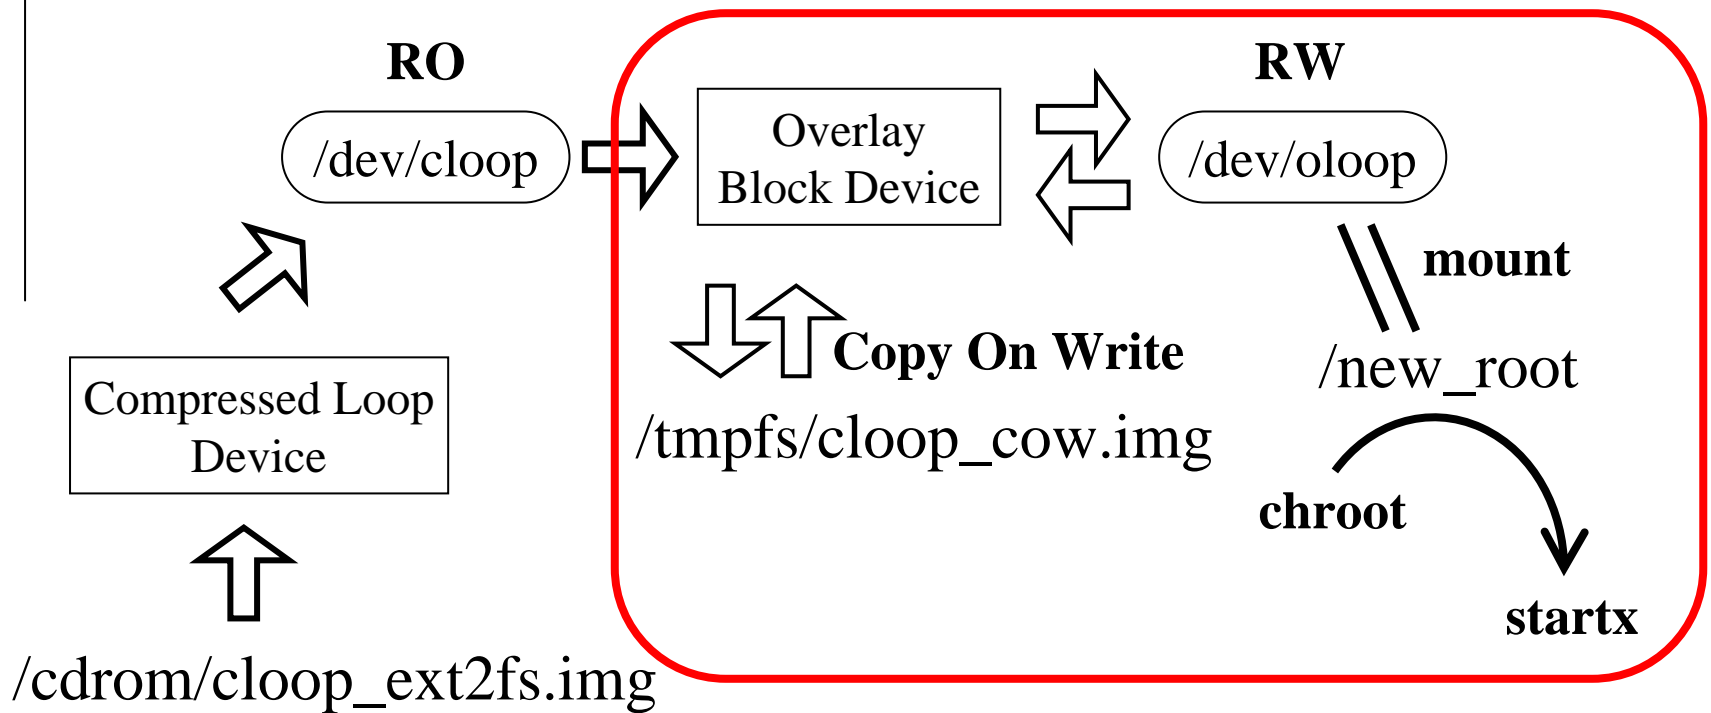 RO
RW
/dev/cloop
Overlay
Block Device
/dev/oloop
mount
Copy On Write
/new_root
Compressed Loop
Device
/tmpfs/cloop_cow.img
chroot
startx
/cdrom/cloop_ext2fs.img